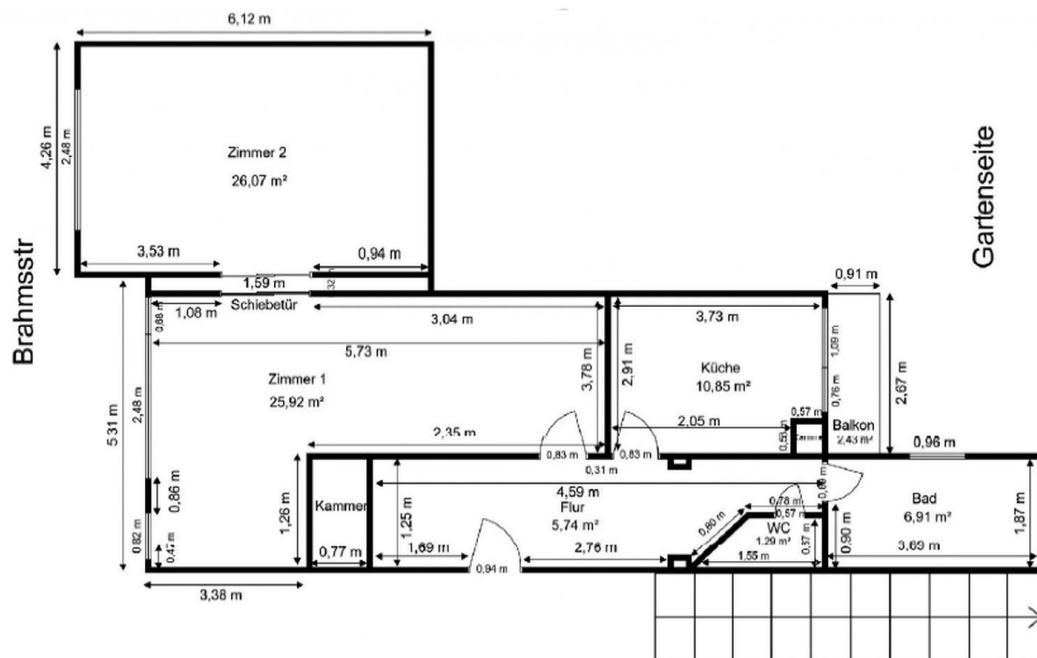 6,12 m
4,26 m
2,48 m
Zimmer 2
26,07 m²
3,53 m
0,94 m
1,59 m
Schiebetür
Brahmsstr
Gartenseite
0,91 m
1,08 m
3,04 m
3,73 m
5,73 m
3,78 m
2,91 m
1,09 m
0,76 m
2,67 m
5,31 m
2,48 m
Zimmer 1
25,92 m²
Küche
10,85 m²
2,35 m
2,05 m
0,57 m
Balkon
2,43 m²
0,83 m
0,31 m
0,83 m
0,96 m
0,86 m
0,82 m
0,47 m
1,26 m
Kammer
0,77 m
1,25 m
4,59 m
Flur
5,74 m²
1,69 m
0,94 m
2,76 m
0,78 m
0,57 m
WC
1.29 m²
1,55 m
0,90 m
Bad
6,91 m²
3,69 m
1,87 m
3,38 m